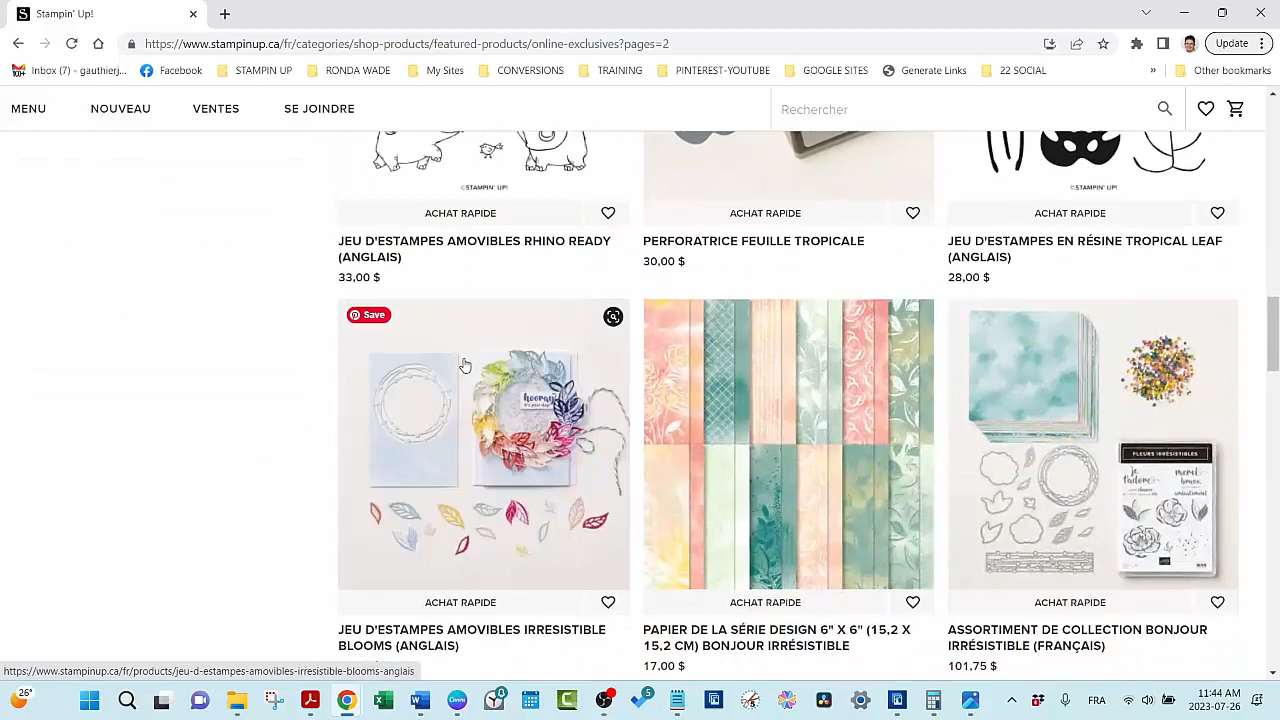 Stampin' Up!
https://www.stampinup.ca/fr/categories/shop-products/featured-products/online-exclusives?pages=2
Update
Inbox (7) - gauthierj...
Facebook
STAMPIN UP
RONDA WADE
My Sites
CONVERSIONS
TRAINING
PINTEREST-YOUTUBE
GOOGLE SITES
Generate Links
22 SOCIAL
»
Other bookmarks
MENU
NOUVEAU
VENTES
SE JOINDRE
Rechercher
©STAMPIN' UP!
©STAMPIN' UP!
ACHAT RAPIDE
ACHAT RAPIDE
ACHAT RAPIDE
JEU D'ESTAMPES AMOVIBLES RHINO READY
(ANGLAIS)
33,00 $
PERFORATRICE FEUILLE TROPICALE
30,00 $
JEU D'ESTAMPES EN RÉSINE TROPICAL LEAF
(ANGLAIS)
28,00 $
Save
hooray
FLEURS IRRÉSISTIBLES
je
t'adore
merci
ACHAT RAPIDE
ACHAT RAPIDE
ACHAT RAPIDE
JEU D'ESTAMPES AMOVIBLES IRRESISTIBLE
BLOOMS (ANGLAIS)
PAPIER DE LA SÉRIE DESIGN 6" X 6" (15,2 X
15,2 CM) BONJOUR IRRÉSISTIBLE
17,00 $
ASSORTIMENT DE COLLECTION BONJOUR
IRRÉSISTIBLE (FRANÇAIS)
101,75 $
https://www.stampinup.ca/fr/products/jeu-d-estampes-amovibles-irresistible-blooms-anglais
26°
0
5
FRA
11:44 AM
2023-07-26